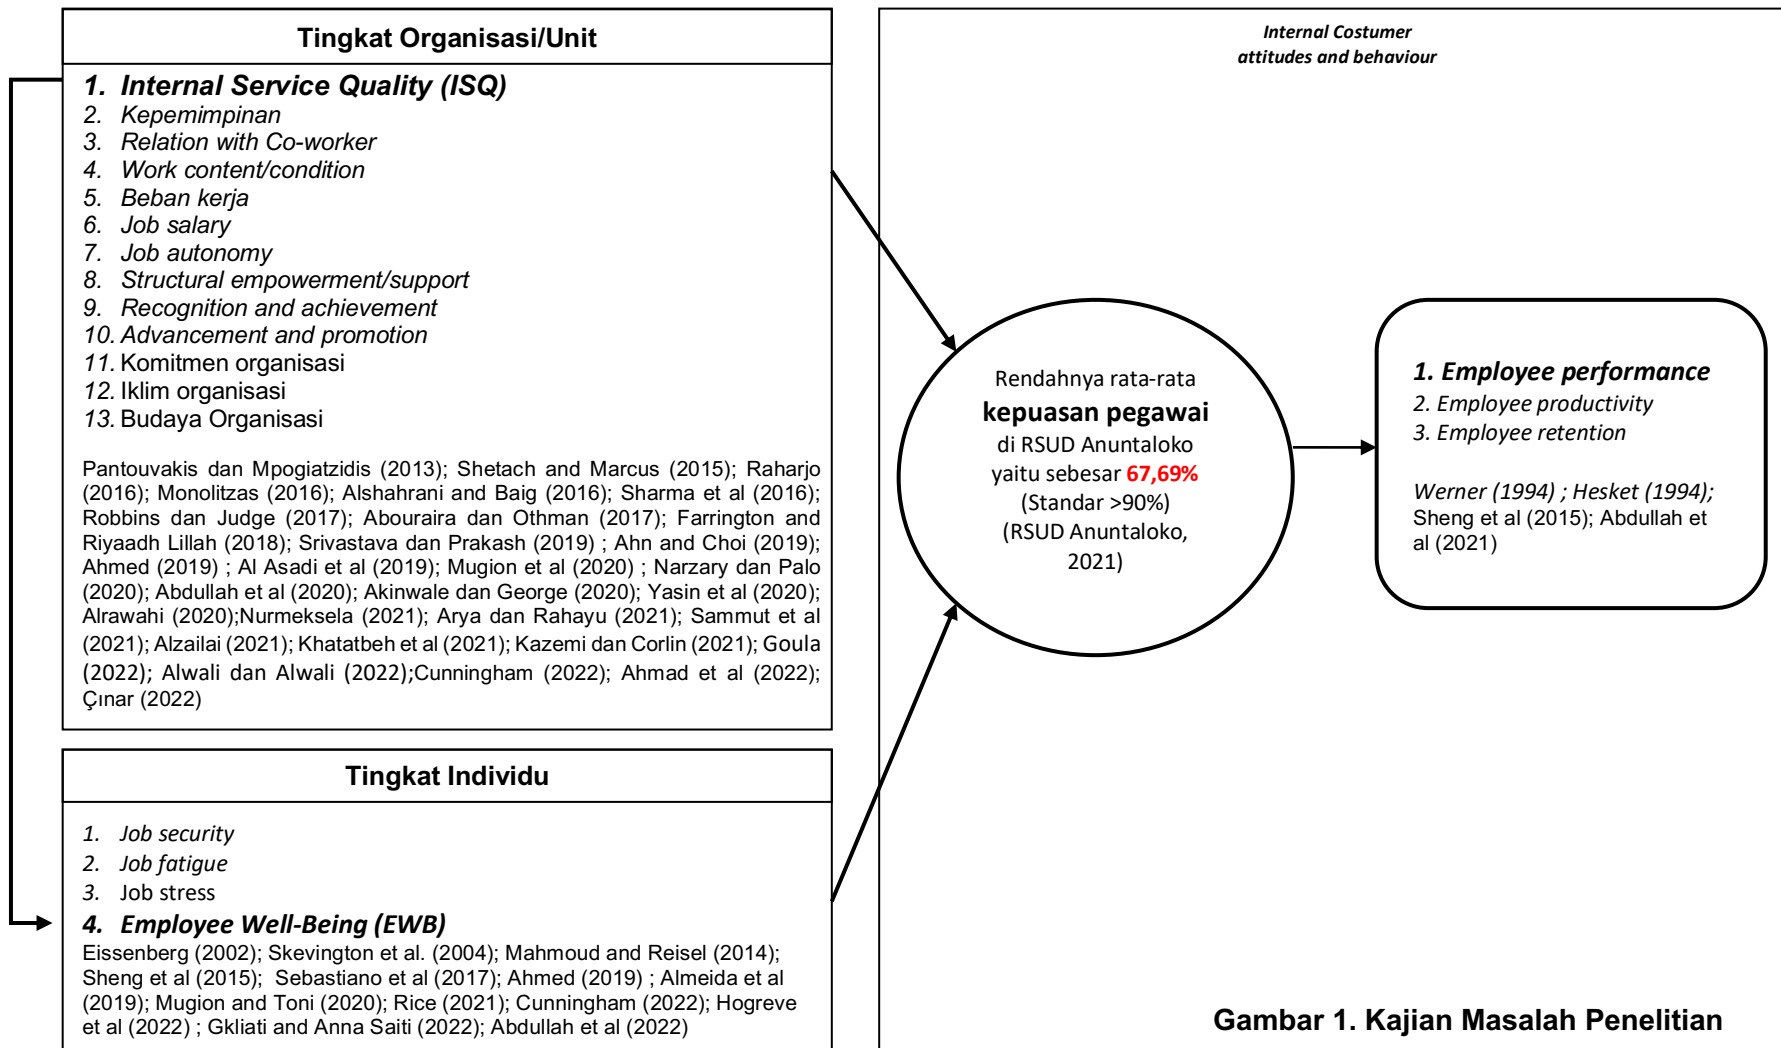 Tingkat Organisasi/Unit
1. Internal Service Quality (ISQ)
2. Kepemimpinan
3. Relation with Co-worker
4. Work content/condition
5. Beban kerja
6. Job salary
7. Job autonomy
8. Structural empowerment/support
9. Recognition and achievement
10. Advancement and promotion
11. Komitmen organisasi
12. Iklim organisasi
13. Budaya Organisasi
Pantouvakis dan Mpogiatzidis (2013); Shetach and Marcus (2015); Raharjo
(2016); Monolitzas (2016); Alshahrani and Baig (2016); Sharma et al (2016);
Robbins dan Judge (2017); Abouraira dan Othman (2017); Farrington and
Riyaadh Lillah (2018); Srivastava dan Prakash (2019) ; Ahn and Choi (2019);
Ahmed (2019) ; Al Asadi et al (2019); Mugion et al (2020) ; Narzary dan Palo
(2020); Abdullah et al (2020); Akinwale dan George (2020); Yasin et al (2020);
Alrawahi (2020);Nurmeksela (2021); Arya dan Rahayu (2021); Sammut et al
(2021); Alzailai (2021); Khatatbeh et al (2021); Kazemi dan Corlin (2021); Goula
(2022); Alwali dan Alwali (2022);Cunningham (2022); Ahmad et al (2022);
Çınar (2022)
Tingkat Individu
1. Job security
2. Job fatigue
3. Job stress
4. Employee Well-Being (EWB)
Eissenberg (2002); Skevington et al. (2004); Mahmoud and Reisel (2014);
Sheng et al (2015); Sebastiano et al (2017); Ahmed (2019) ; Almeida et al
(2019); Mugion and Toni (2020); Rice (2021); Cunningham (2022); Hogreve
et al (2022) ; Gkliati and Anna Saiti (2022); Abdullah et al (2022)
Internal Costumer
attitudes and behaviour
Rendahnya rata-rata
kepuasan pegawai
di RSUD Anuntaloko
yaitu sebesar 67,69%
(Standar >90%)
(RSUD Anuntaloko,
2021)
1. Employee performance
2. Employee productivity
3. Employee retention
Werner (1994) ; Hesket (1994);
Sheng et al (2015); Abdullah et
al (2021)
Gambar 1. Kajian Masalah Penelitian